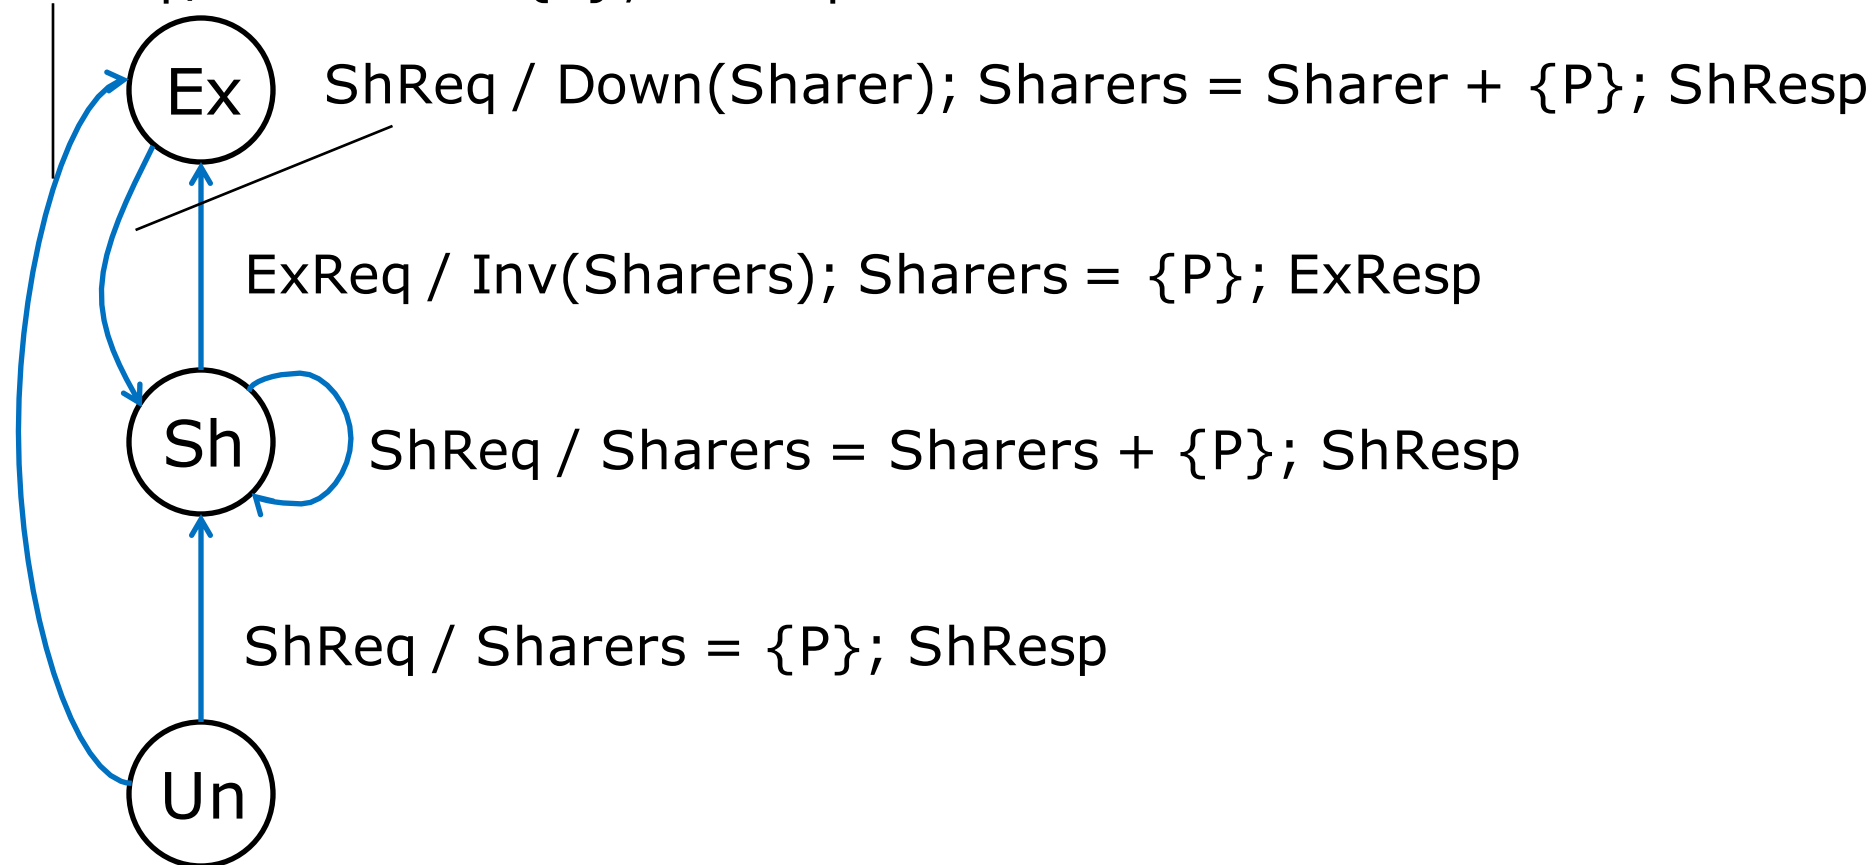 Ex
ShReq / Down(Sharer); Sharers = Sharer + {P}; ShResp
ExReq / Inv(Sharers); Sharers = {P}; ExResp
Sh
ShReq / Sharers = Sharers + {P}; ShResp
ShReq / Sharers = {P}; ShResp
Un